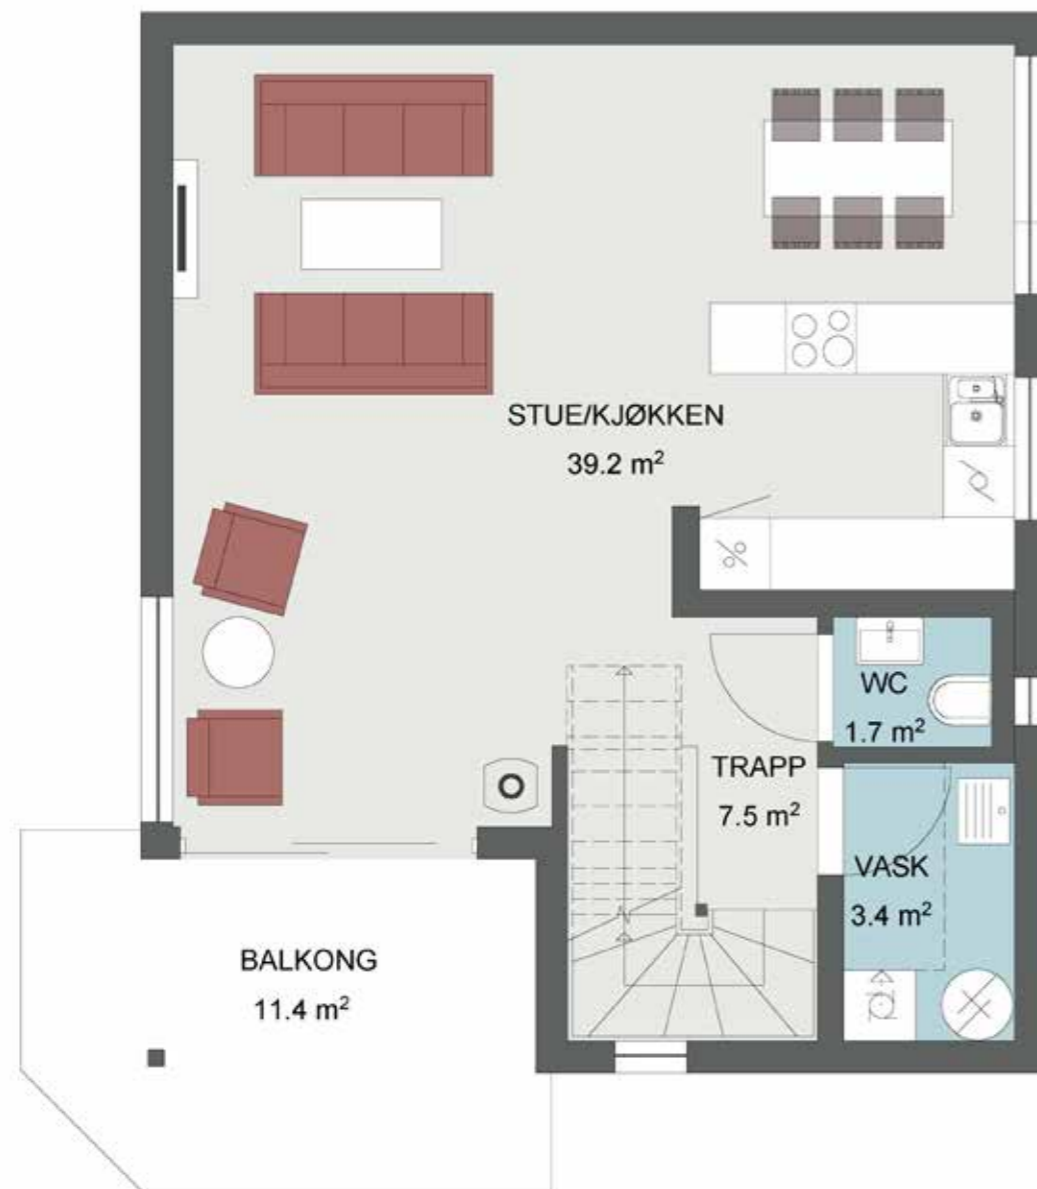 STUE/KJØKKEN
39.2 m²
WC
1.7 m²
TRAPP
7.5 m²
VASK
3.4 m²
BALKONG
11.4 m²